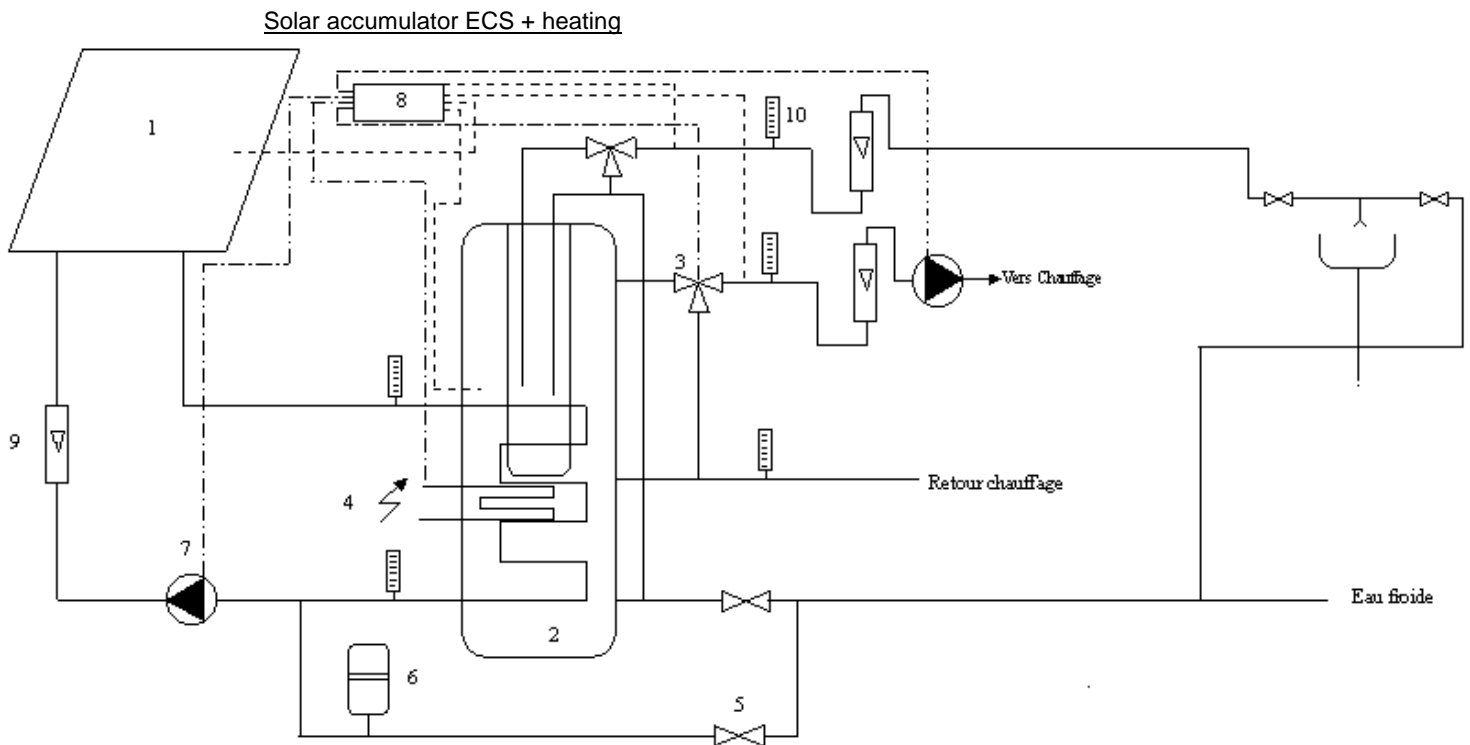 Solar accumulator ECS + heating
1
8
10
3
Vers Chauffage
9
4
Retour chauffage
7
Eau froide
2
6
5